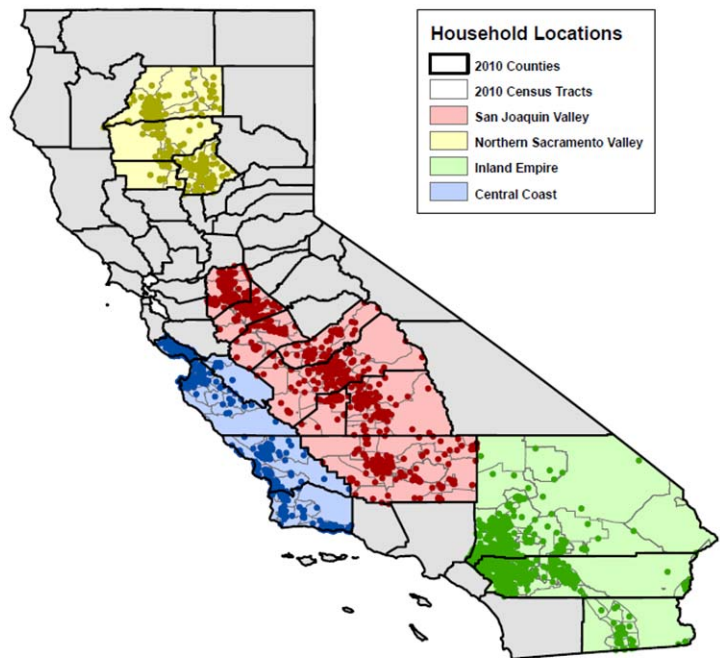 Household Locations
2010 Counties
2010 Census Tracts
San Joaquin Valley
Northern Sacramento Valley
Inland Empire
Central Coast